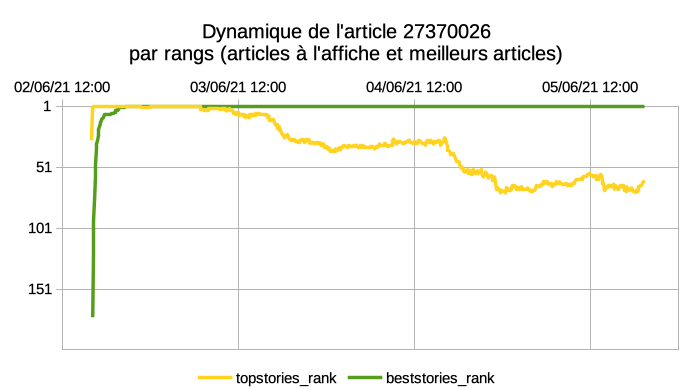 Dynamique de l'article 27370026
par rangs (articles à l'affiche et meilleurs articles)
02/06/21 12:00 03/06/21 12:00 04/06/21 12:00 05/06/21 12:00
1
51
101
151
topstories_rank beststories_rank